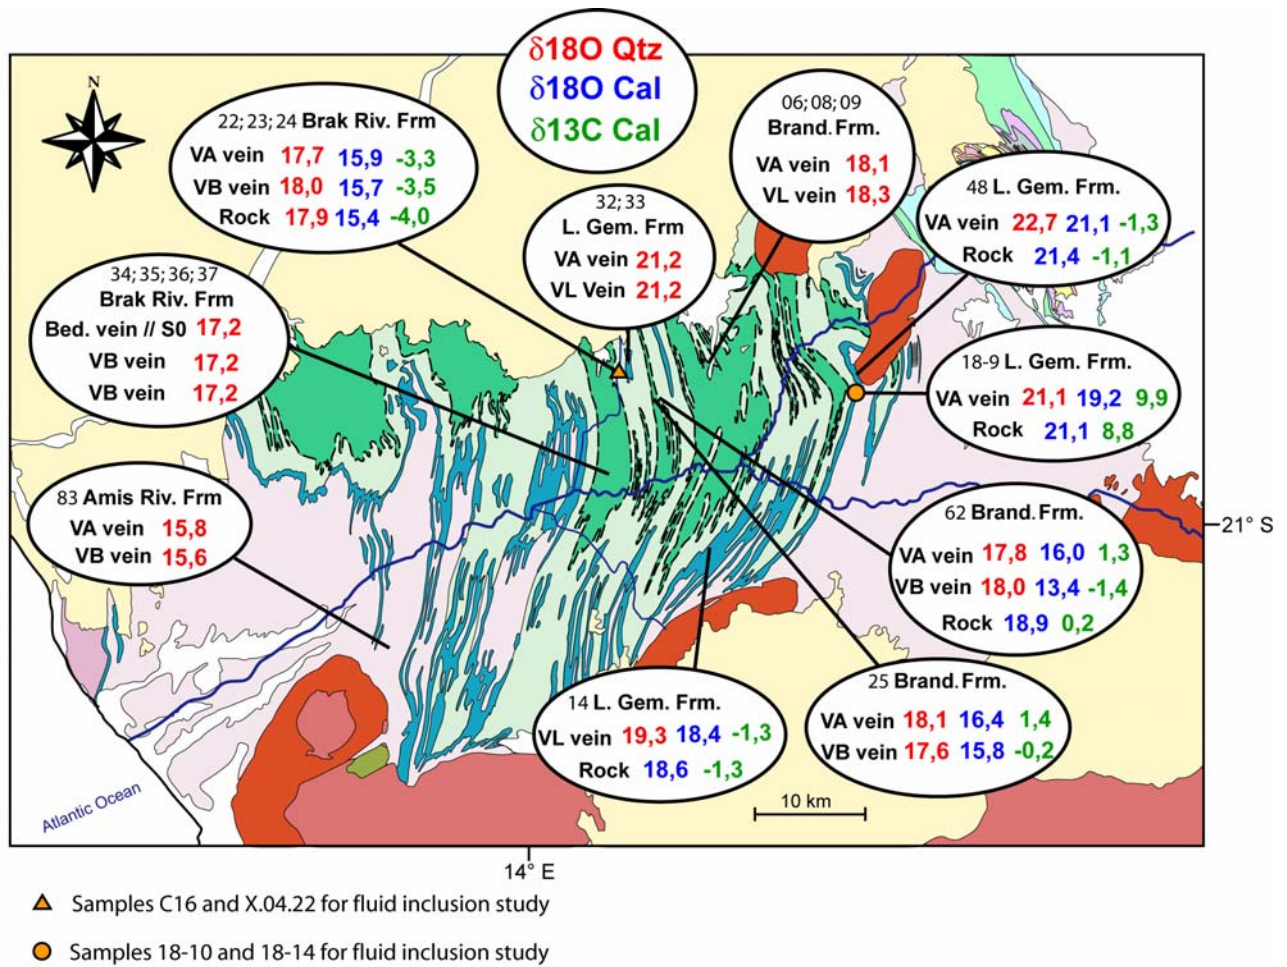 δ18O Qtz
δ18O Cal
δ13C Cal
N
22; 23; 24 Brak Riv. Frm
VA vein 17,7 15,9 -3,3
VB vein 18,0 15,7 -3,5
Rock 17,9 15,4 -4,0
06; 08; 09
Brand. Frm.
VA vein 18,1
VL vein 18,3
32; 33
L. Gem. Frm
VA vein 21,2
VL Vein 21,2
48 L. Gem. Frm.
VA vein 22,7 21,1 -1,3
Rock 21,4 -1,1
34; 35; 36; 37
Brak Riv. Frm
Bed. vein // S0 17,2
VB vein 17,2
VB vein 17,2
18-9 L. Gem. Frm.
VA vein 21,1 19,2 9,9
Rock 21,1 8,8
83 Amis Riv. Frm
VA vein 15,8
VB vein 15,6
62 Brand. Frm.
VA vein 17,8 16,0 1,3
VB vein 18,0 13,4 -1,4
Rock 18,9 0,2
21° S
14 L. Gem. Frm.
VL vein 19,3 18,4 -1,3
Rock 18,6 -1,3
25 Brand. Frm.
VA vein 18,1 16,4 1,4
VB vein 17,6 15,8 -0,2
Atlantic Ocean
10 km
14° E
Samples C16 and X.04.22 for fluid inclusion study
Samples 18-10 and 18-14 for fluid inclusion study